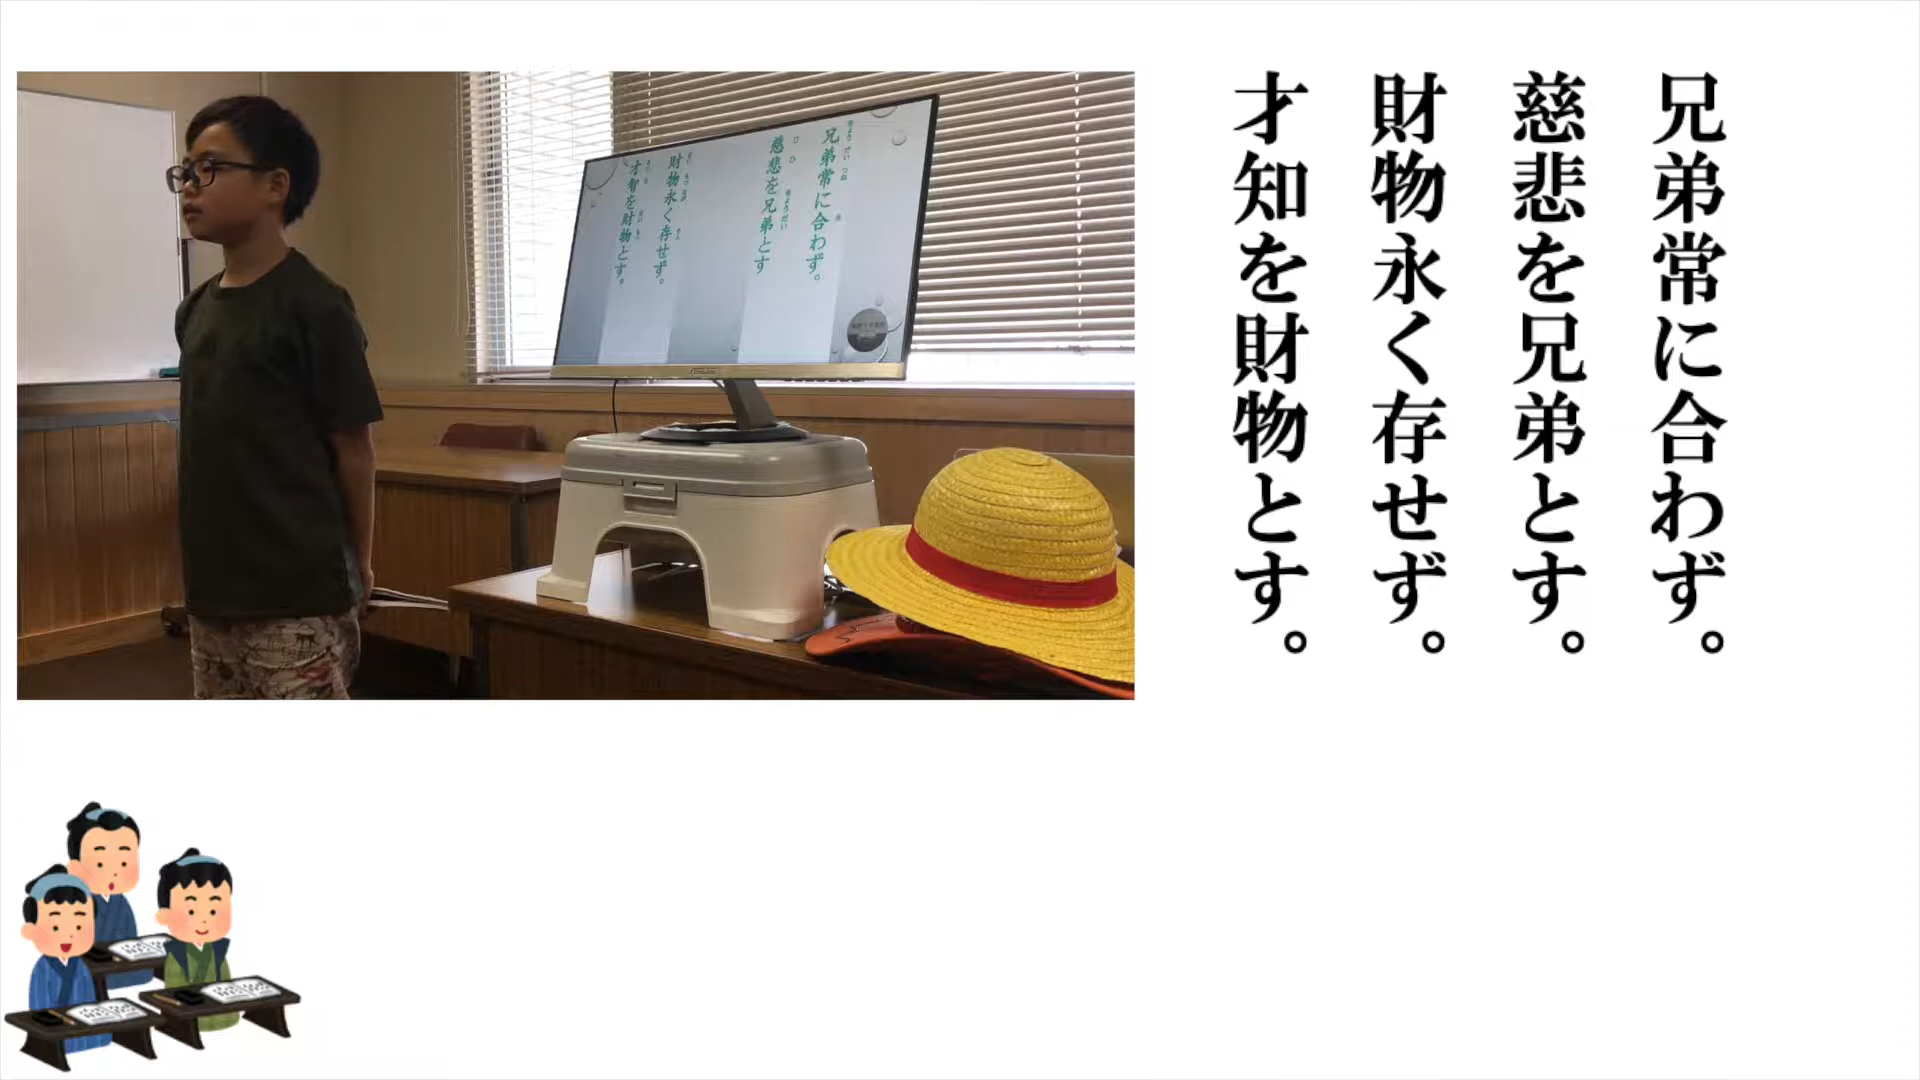 兄弟常に合わず。
慈悲を兄弟とす。
財物永く存せず。
才知を財物とす。
兄弟常に合わず。
慈悲を兄弟とす
財物永く存せず。
才智を財物とす。